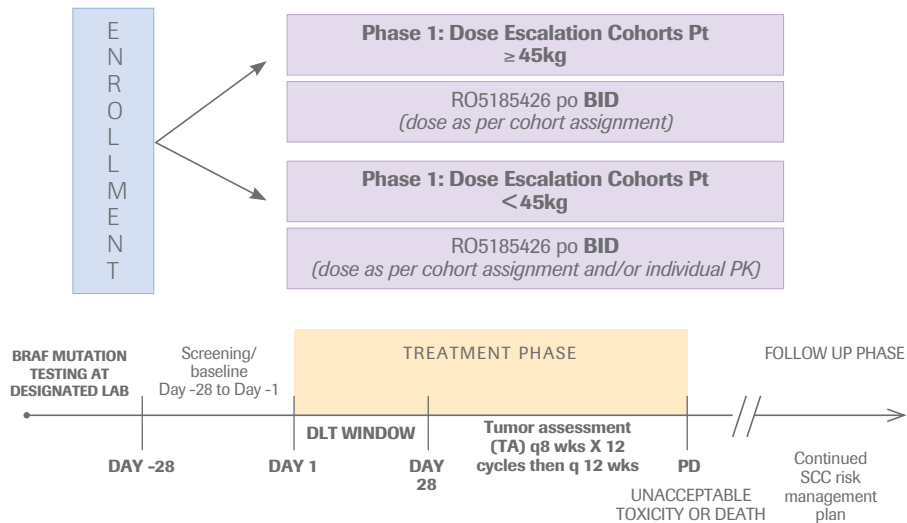 ENROLLMENT
Phase 1: Dose Escalation Cohorts Pt
≥45kg
RO5185426 po BID
(dose as per cohort assignment)
Phase 1: Dose Escalation Cohorts Pt
<45kg
RO5185426 po BID
(dose as per cohort assignment and/or individual PK)
BRAF MUTATION
TESTING AT
DESIGNATED LAB
Screening/
baseline
Day -28 to Day -1
TREATMENT PHASE
FOLLOW UP PHASE
DLT WINDOW
Tumor assessment
(TA) q8 wks X 12
cycles then q 12 wks
DAY -28
DAY 1
DAY
28
PD
UNACCEPTABLE
TOXICITY OR DEATH
Continued
SCC risk
management
plan